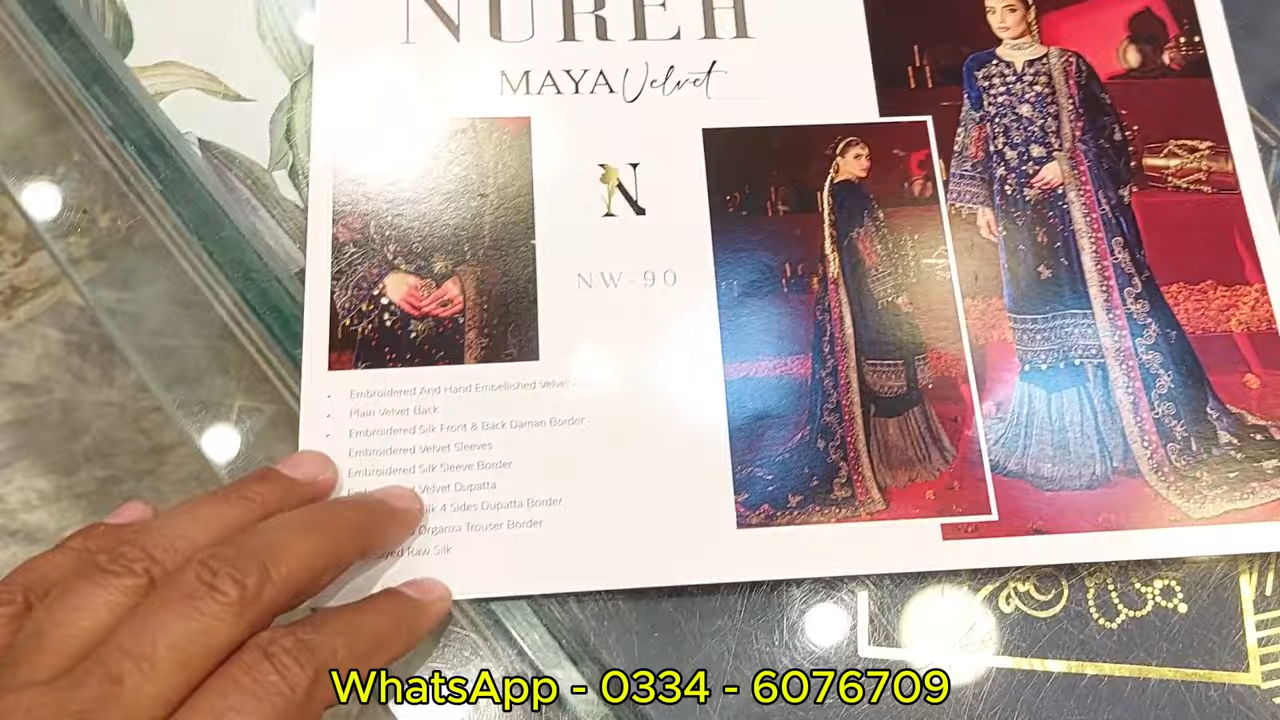 NUREH
MAYA Velvet
N
NW-90
• Embroidered And Hand Embellished Velvet
• Plain Velvet Back
• Embroidered Silk Front & Back Daman Border
Embroidered Velvet Sleeves
Embroidered Silk Sleeve Border
Velvet Dupatta
4 Sides Dupatta Border
Organza Trouser Border
Raw Silk
WhatsApp - 0334 - 6076709